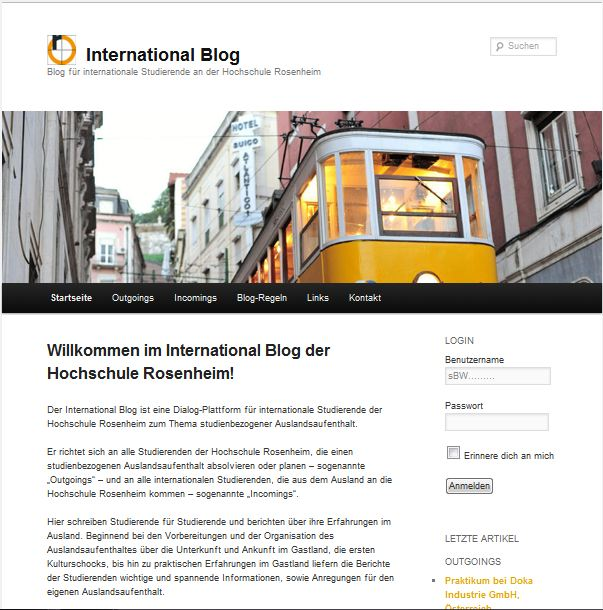 International Blog
Blog für internationale Studierende an der Hochschule Rosenheim
Suchen
HOTEL
SUICO
ATLANTICO
Startseite Outgoings Incomings Blog-Regeln Links Kontakt
Willkommen im International Blog der
Hochschule Rosenheim!
Der International Blog ist eine Dialog-Plattform für internationale Studierende der
Hochschule Rosenheim zum Thema studienbezogener Auslandsaufenthalt.
Er richtet sich an alle Studierenden der Hochschule Rosenheim, die einen
studienbezogenen Auslandsaufenthalt absolvieren oder planen – sogenannte
„Outgoings“ – und an alle internationalen Studierenden, die aus dem Ausland an die
Hochschule Rosenheim kommen – sogenannte „Incomings“.
Hier schreiben Studierende für Studierende und berichten über ihre Erfahrungen im
Ausland. Beginnend bei den Vorbereitungen und der Organisation des
Auslandsaufenthaltes über die Unterkunft und Ankunft im Gastland, die ersten
Kulturschocks, bis hin zu praktischen Erfahrungen im Gastland liefern die Berichte
der Studierenden wichtige und spannende Informationen, sowie Anregungen für den
eigenen Auslandsaufenthalt.
LOGIN
Benutzername
sBW.........
Passwort
Erinnere dich an mich
Anmelden
LETZTE ARTIKEL
OUTGOINGS
Praktikum bei Doka
Industrie GmbH,
Österreich